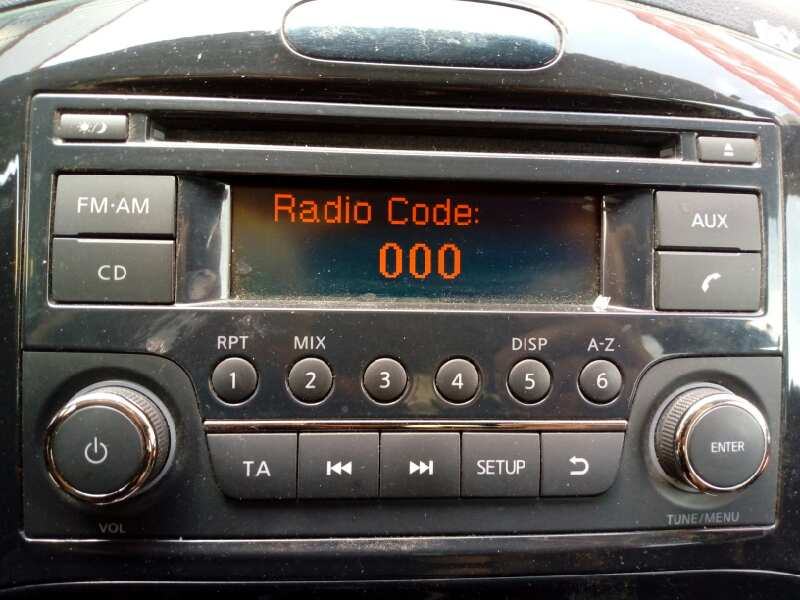 FM·AM
CD
Radio Code:
000
AUX
RPT
MIX
DISP
A-Z
1
2
3
4
5
6
TA
SETUP
ENTER
VOL
TUNE/MENU